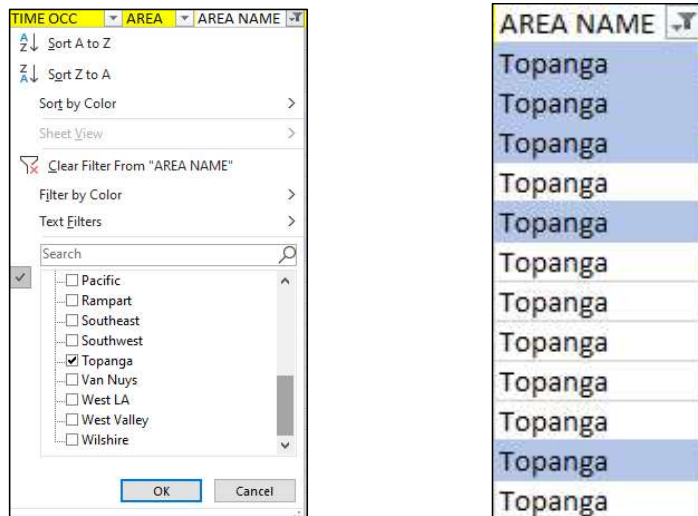 TIME OCC AREA AREA NAME
Sort A to Z
Sort Z to A
Sort by Color
Sheet View
Clear Filter From "AREA NAME"
Filter by Color
Text Filters
Search
Pacific
Rampart
Southeast
Southwest
Topanga
Van Nuys
West LA
West Valley
Wilshire
OK Cancel
AREA NAME
Topanga
Topanga
Topanga
Topanga
Topanga
Topanga
Topanga
Topanga
Topanga
Topanga
Topanga
Topanga